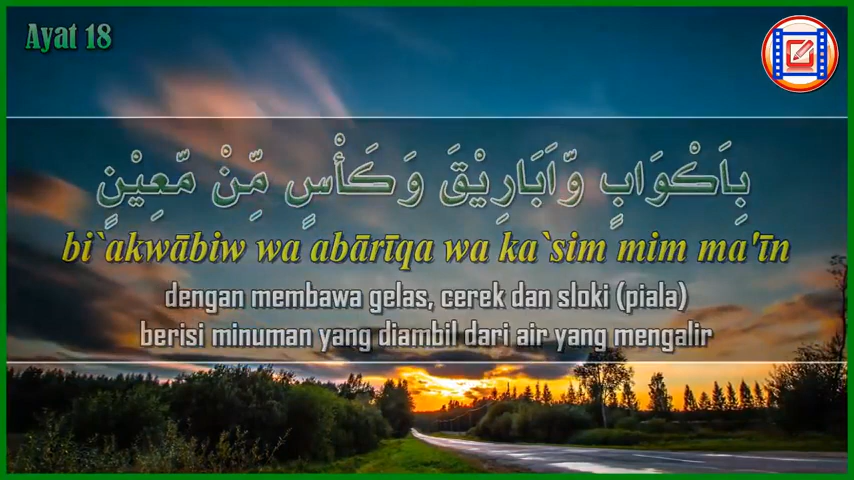 Ayat 18
بِاَكْوَابٍ وَّاَبَارِيْقَ وَكَأْسٍ مِّنْ مَّعِيْنٍ
bi`akwābiw wa abārīqa wa ka`sim mim ma'īn
dengan membawa gelas, cerek dan sloki (piala)
berisi minuman yang diambil dari air yang mengalir